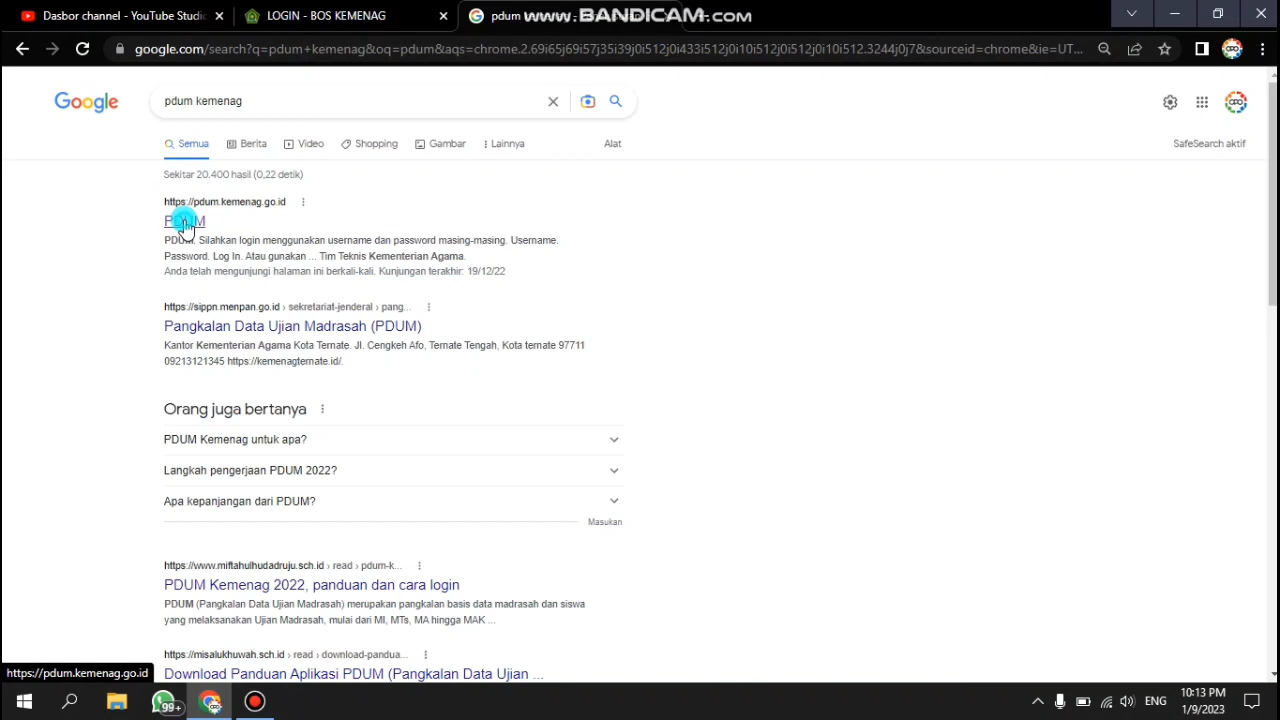 Dasbor channel - YouTube Studi
LOGIN - BOS KEMENAG
pdum
WWW.BANDICAM.COM
google.com/search?q=pdum+kemenag&oq=pdum&aqs=chrome.2.69i65j69i57j35i39j0i512j0i433i512j0i10i512j0i512j0i10i512.3244j0j7&sourceid=chrome&ie=UT...
Google
pdum kemenag
Semua
Berita
Video
Shopping
Gambar
Lainnya
Alat
SafeSearch aktif
Sekitar 20.400 hasil (0,22 detik)
https://pdum.kemenag.go.id
PDUM
PDUM. Silahkan login menggunakan username dan password masing-masing. Username.
Password. Log In. Atau gunakan ... Tim Teknis Kementerian Agama.
Anda telah mengunjungi halaman ini berkali-kali. Kunjungan terakhir: 19/12/22
https://sippn.menpan.go.id › sekretariat-jenderal › pang...
Pangkalan Data Ujian Madrasah (PDUM)
Kantor Kementerian Agama Kota Ternate. Jl. Cengkeh Afo, Ternate Tengah, Kota ternate 97711
09213121345 https://kemenagternate.id/.
Orang juga bertanya
PDUM Kemenag untuk apa?
Langkah pengerjaan PDUM 2022?
Apa kepanjangan dari PDUM?
Masukan
https://www.miftahulhudadruju.sch.id › read › pdum-k...
PDUM Kemenag 2022, panduan dan cara login
PDUM (Pangkalan Data Ujian Madrasah) merupakan pangkalan basis data madrasah dan siswa
yang melaksanakan Ujian Madrasah, mulai dari MI, MTs, MA hingga MAK ...
https://misalukhuwah.sch.id › read › download-pandua...
Download Panduan Aplikasi PDUM (Pangkalan Data Ujian ...
https://pdum.kemenag.go.id
99+
ENG
10:13 PM
1/9/2023